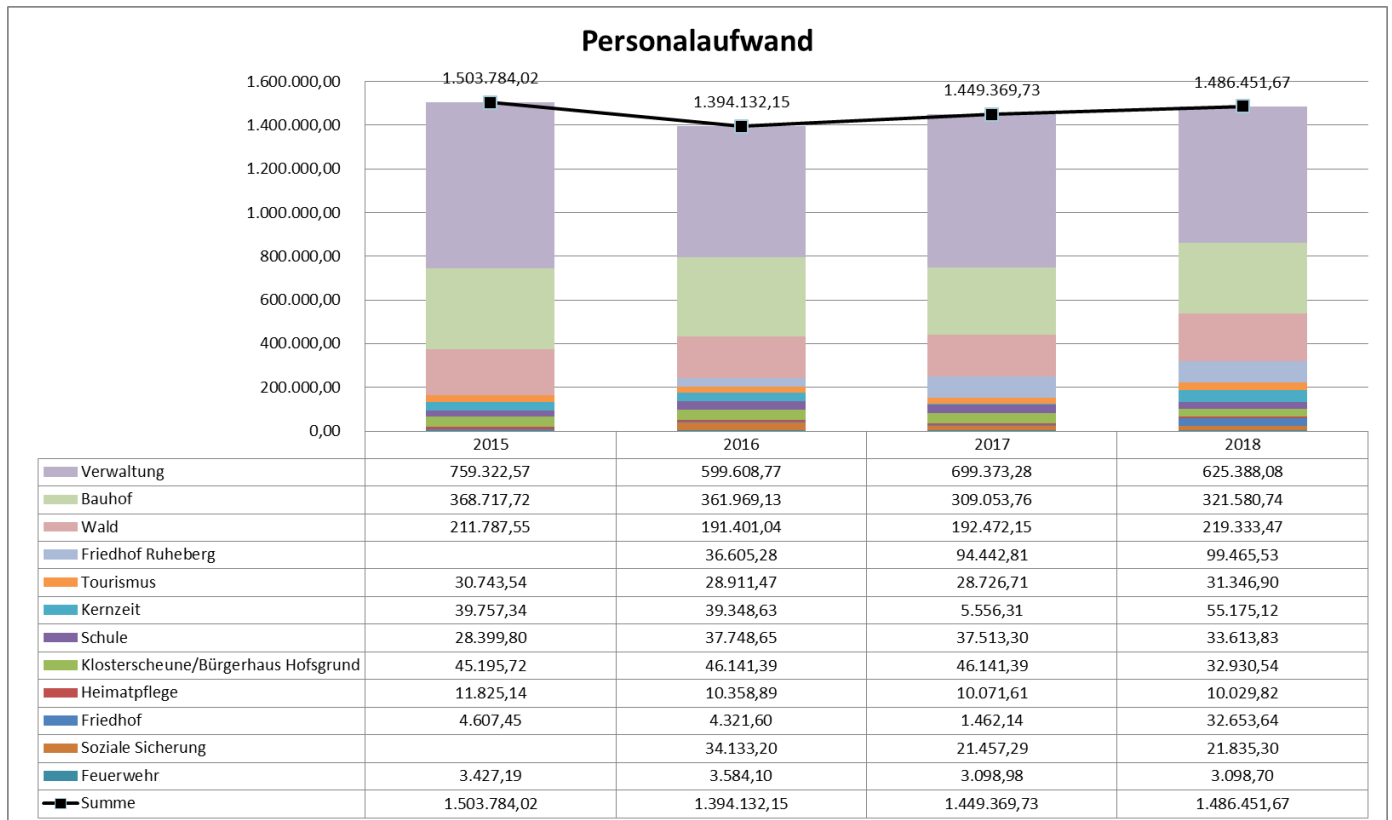 Personalaufwand
1.600.000,00
1.400.000,00
1.200.000,00
1.000.000,00
800.000,00
600.000,00
400.000,00
200.000,00
0,00
1.503.784,02
1.394.132,15
1.449.369,73
1.486.451,67
2015 2016 2017 2018
Verwaltung 759.322,57 599.608,77 699.373,28 625.388,08
Bauhof 368.717,72 361.969,13 309.053,76 321.580,74
Wald 211.787,55 191.401,04 192.472,15 219.333,47
Friedhof Ruheberg 36.605,28 94.442,81 99.465,53
Tourismus 30.743,54 28.911,47 28.726,71 31.346,90
Kernzeit 39.757,34 39.348,63 5.556,31 55.175,12
Schule 28.399,80 37.748,65 37.513,30 33.613,83
Klosterscheune/Bürgerhaus Hofsgrund 45.195,72 46.141,39 46.141,39 32.930,54
Heimatpflege 11.825,14 10.358,89 10.071,61 10.029,82
Friedhof 4.607,45 4.321,60 1.462,14 32.653,64
Soziale Sicherung 34.133,20 21.457,29 21.835,30
Feuerwehr 3.427,19 3.584,10 3.098,98 3.098,70
Summe 1.503.784,02 1.394.132,15 1.449.369,73 1.486.451,67